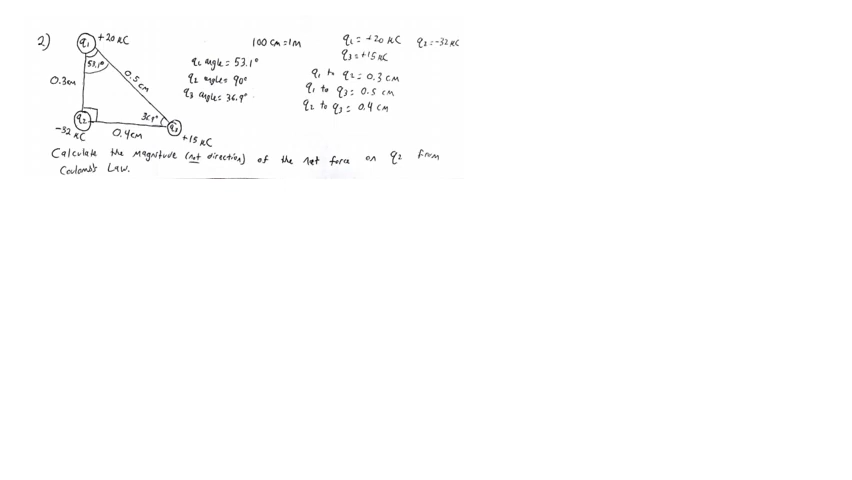 2)
q₁ +20 μC
53.1°
0.3cm
0.5 cm
q₂
-32 μC
0.4cm
36.9°
q₃
+15 μC
q₁ angle = 53.1°
q₂ angle = 90°
q₃ angle = 36.9°
100 cm = 1m
q₁ = +20 μC q₂ = -32 μC
q₃ = +15 μC
q₁ to q₂ = 0.3 cm
q₁ to q₃ = 0.5 cm
q₂ to q₃ = 0.4 cm
Calculate the magnitude (not direction) of the net force on q₂ from
Coulomb's Law.